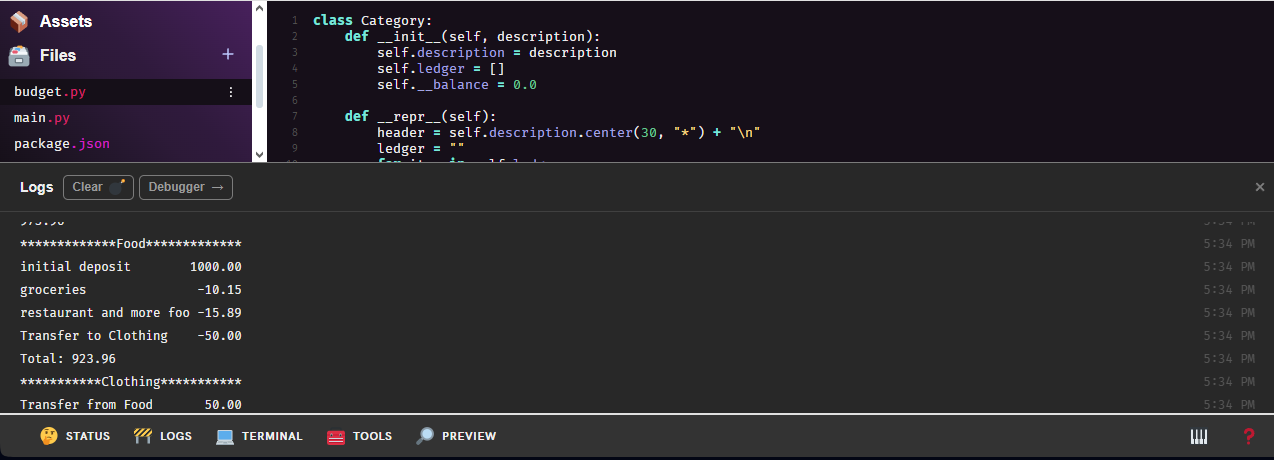 Assets
Files +
budget.py
main.py
package.json
1 class Category:
2     def __init__(self, description):
3         self.description = description
4         self.ledger = []
5         self.__balance = 0.0
6
7     def __repr__(self):
8         header = self.description.center(30, "*") + "\n"
9         ledger = ""
Logs Clear Debugger → ×
973.96 5:34 PM
*************Food************* 5:34 PM
initial deposit        1000.00 5:34 PM
groceries               -10.15 5:34 PM
restaurant and more foo -15.89 5:34 PM
Transfer to Clothing    -50.00 5:34 PM
Total: 923.96 5:34 PM
***********Clothing*********** 5:34 PM
Transfer from Food       50.00 5:34 PM
STATUS LOGS TERMINAL TOOLS PREVIEW ?